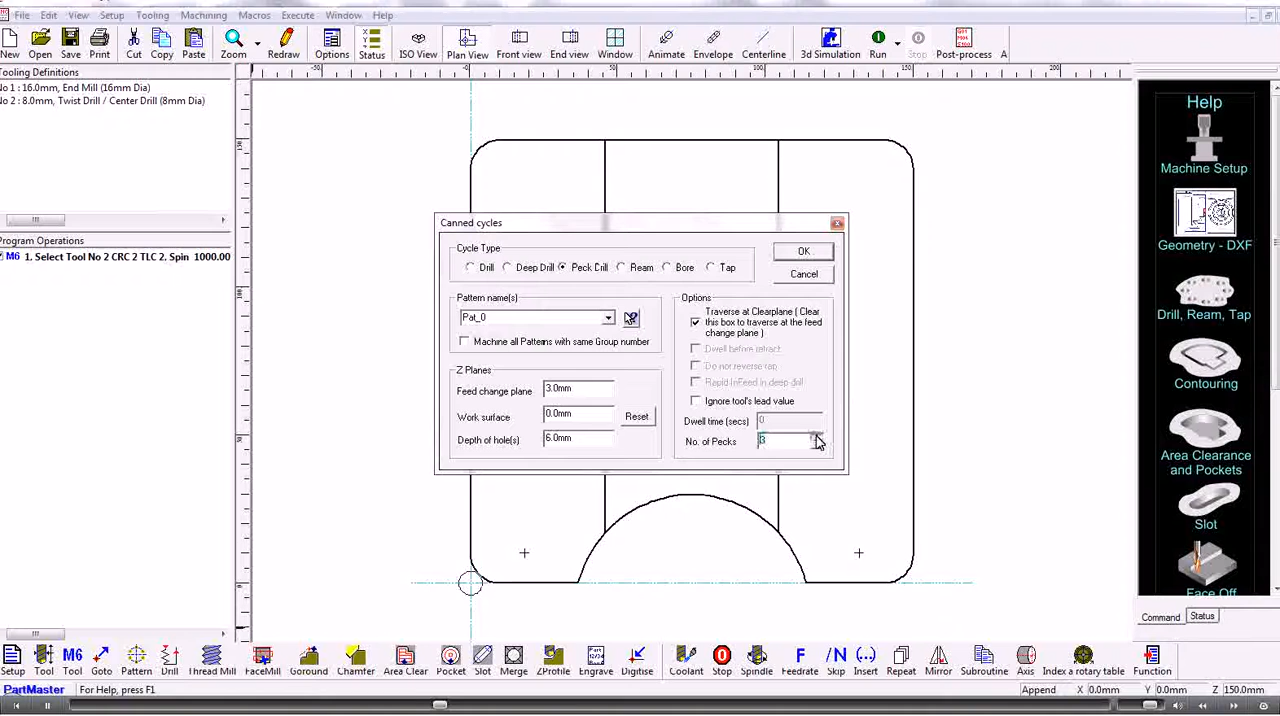 File Edit View Setup Tooling Machining Macros Execute Window Help
New Open Save Print Cut Copy Paste Zoom Redraw Options Status ISO View Plan View Front view End view Window Animate Envelope Centerline 3d Simulation Run Stop Post-process A
Tooling Definitions
No 1 : 16.0mm, End Mill (16mm Dia)
No 2 : 8.0mm, Twist Drill / Center Drill (8mm Dia)
Program Operations
M6 1. Select Tool No 2 CRC 2 TLC 2. Spin 1000.00
Canned cycles
Cycle Type
Drill Deep Drill Peck Drill Ream Bore Tap
OK
Cancel
Pattern name(s)
Pat_0
Machine all Patterns with same Group number
Z Planes
Feed change plane 3.0mm
Work surface 0.0mm
Reset
Depth of hole(s) 6.0mm
Options
Traverse at Clearplane ( Clear
this box to traverse at the feed
change plane )
Dwell before retract
Do not reverse tap
Rapid InFeed in deep drill
Ignore tool's lead value
Dwell time (secs) 0
No. of Pecks 3
Help
Machine Setup
Geometry - DXF
Drill, Ream, Tap
Contouring
Area Clearance
and Pockets
Slot
Face Off
Command Status
Setup Tool Tool Goto Pattern Drill Thread Mill FaceMill Ground Chamfer Area Clear Pocket Slot Merge ZProfile Engrave Digitise Coolant Stop Spindle Feedrate Skip Insert Repeat Mirror Subroutine Axis Index a rotary table Function
PartMaster For Help, press F1 Append X 0.0mm Y 0.0mm Z 150.0mm